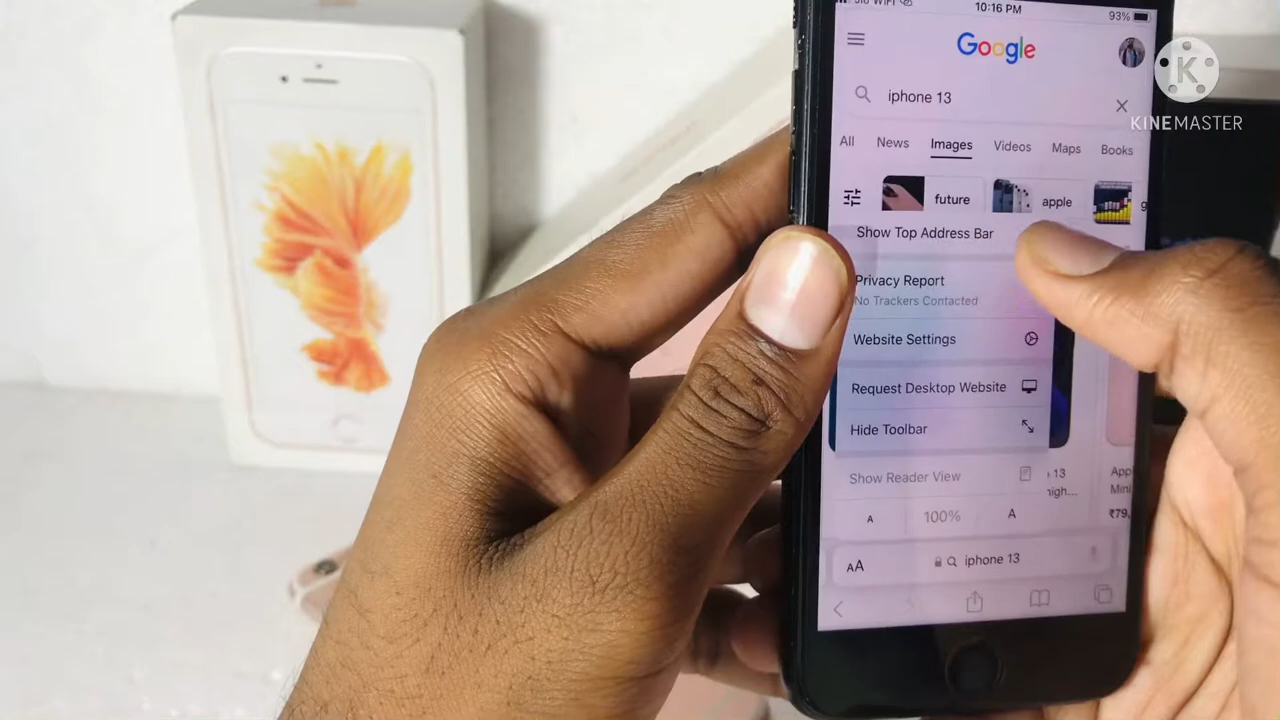 10:16 PM
93%
Google
iphone 13
All News Images Videos Maps Books
future apple
Show Top Address Bar
Privacy Report
No Trackers Contacted
Website Settings
Request Desktop Website
Hide Toolbar
Show Reader View
13
A 100% A
AA iphone 13
K
KINEMASTER